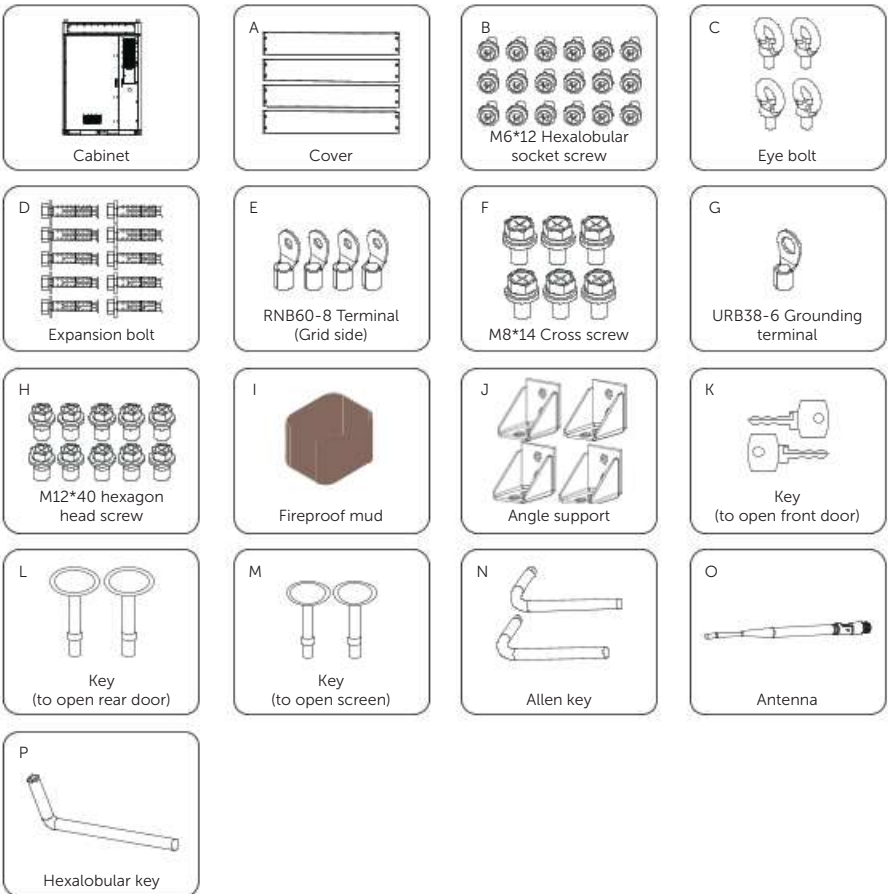 Cabinet
A
Cover
B
M6*12 Hexalobular
socket screw
C
Eye bolt
D
Expansion bolt
E
RNB60-8 Terminal
(Grid side)
F
M8*14 Cross screw
G
URB38-6 Grounding
terminal
H
M12*40 hexagon
head screw
I
Fireproof mud
J
Angle support
K
Key
(to open front door)
L
Key
(to open rear door)
M
Key
(to open screen)
N
Allen key
O
Antenna
P
Hexalobular key